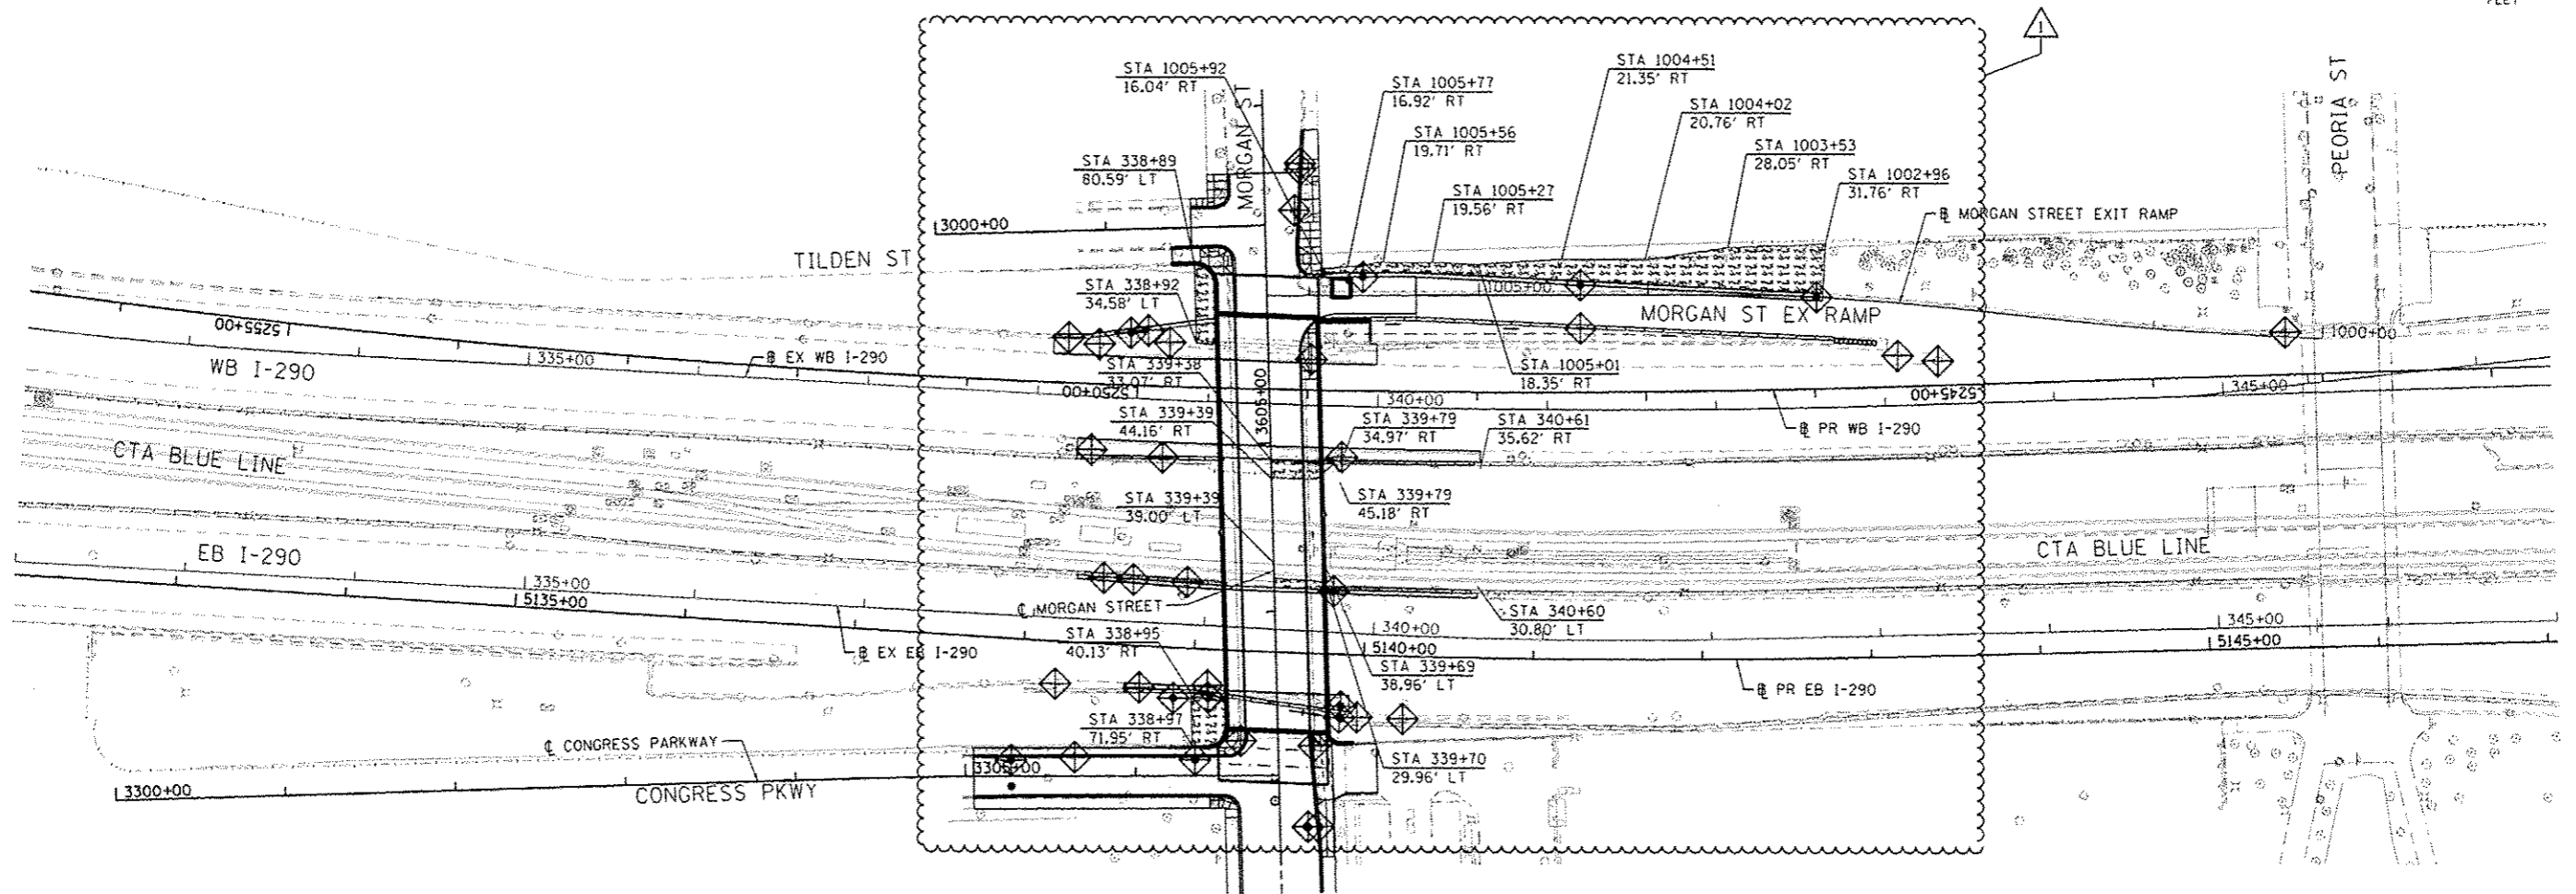 FEET
1
STA 1005+92
16.04' RT
STA 1005+77
16.92' RT
STA 1004+51
21.35' RT
STA 1004+02
20.76' RT
STA 1005+56
19.71' RT
STA 1003+53
28.05' RT
STA 338+89
80.59' LT
STA 1005+27
19.56' RT
STA 1002+96
31.76' RT
MORGAN ST
PEORIA ST
MORGAN STREET EXIT RAMP
3000+00
TILDEN ST
STA 338+92
34.58' LT
1005+00
MORGAN ST EX RAMP
1000+00
5255+00
335+00
EX WB I-290
WB I-290
STA 339+38
33.07' RT
5250+00
3605+00
340+00
STA 1005+01
18.35' RT
5245+00
345+00
STA 339+39
44.16' RT
STA 339+79
34.97' RT
STA 340+61
35.62' RT
PR WB I-290
CTA BLUE LINE
STA 339+39
39.00' LT
STA 339+79
45.18' RT
CTA BLUE LINE
EB I-290
335+00
5135+00
MORGAN STREET
STA 340+60
30.80' LT
340+00
345+00
5140+00
5145+00
EX EB I-290
STA 338+95
40.13' RT
STA 339+69
38.96' LT
PR EB I-290
STA 338+97
71.95' RT
CONGRESS PARKWAY
STA 339+70
29.96' LT
3305+00
3300+00
CONGRESS PKWY